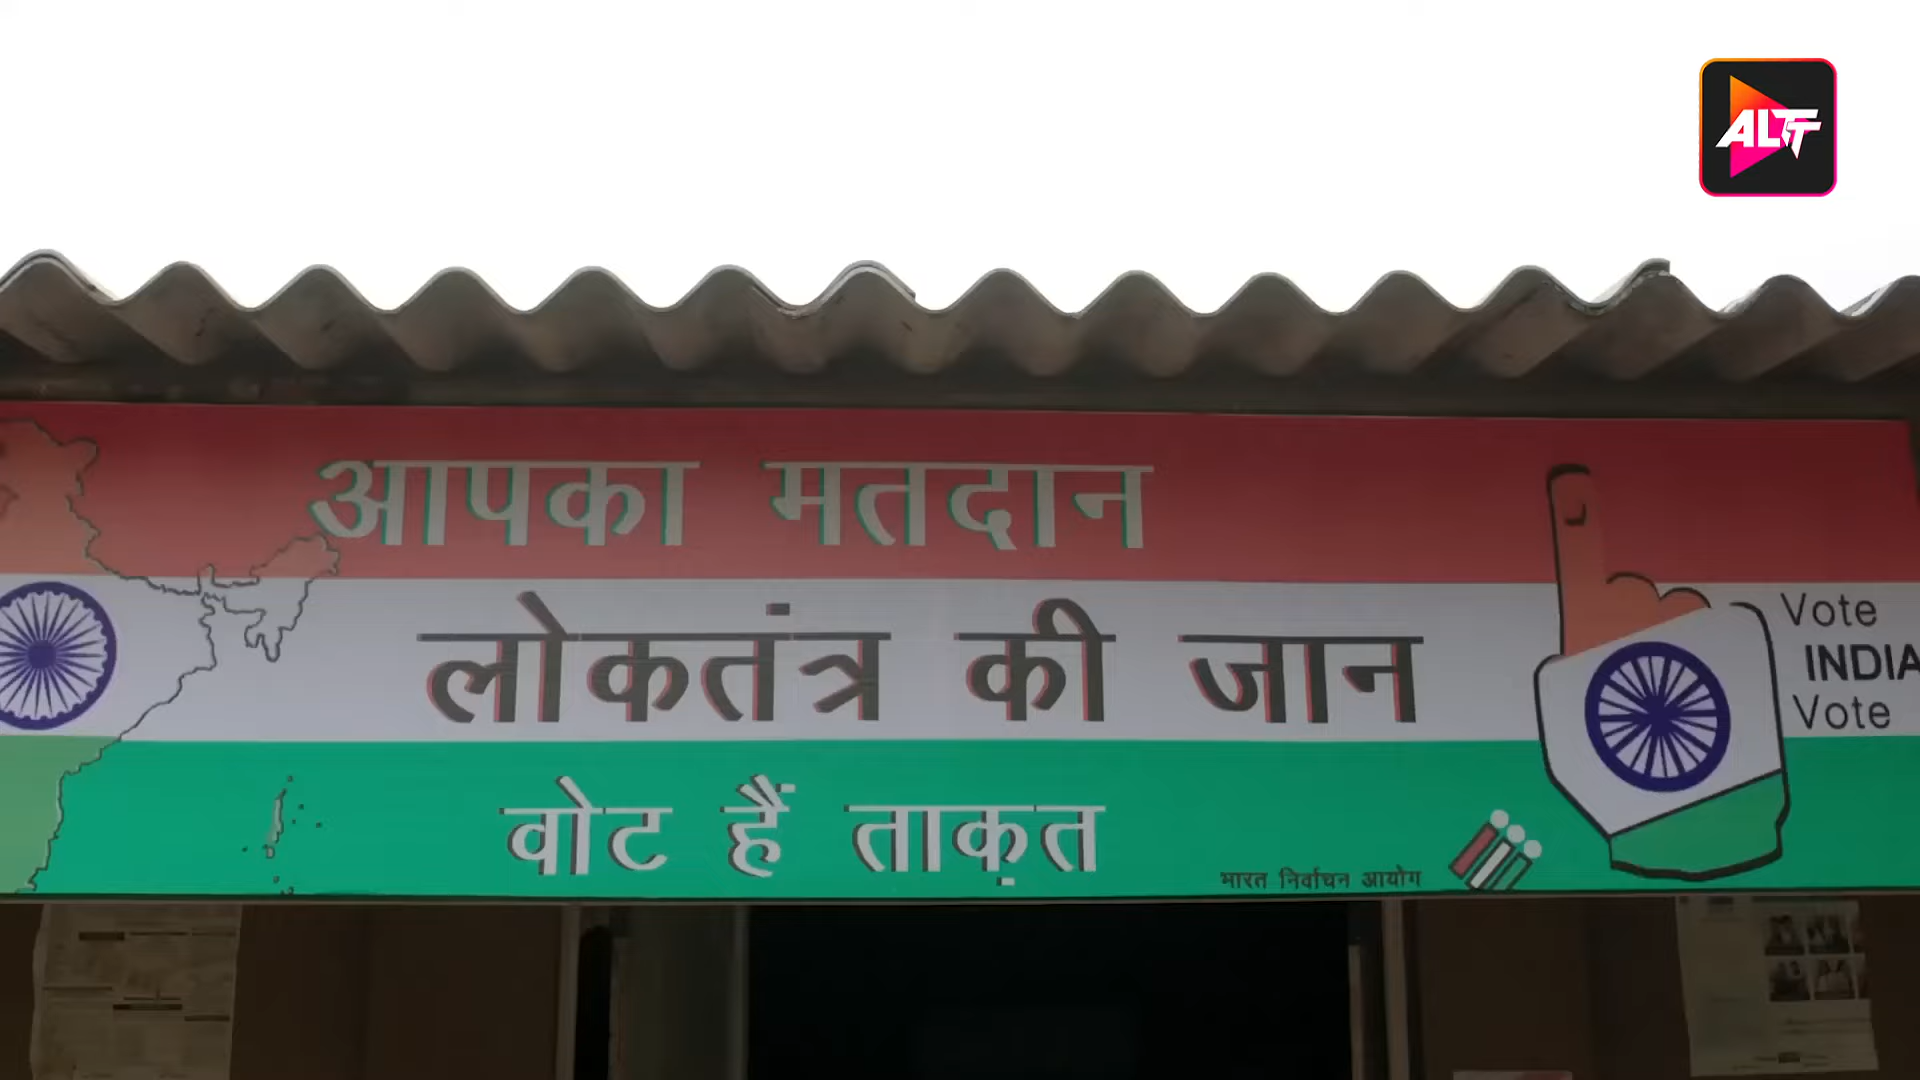 ALTT
आपका मतदान
लोकतंत्र की जान
वोट हैं ताक़त
भारत निर्वाचन आयोग
Vote
INDIA
Vote